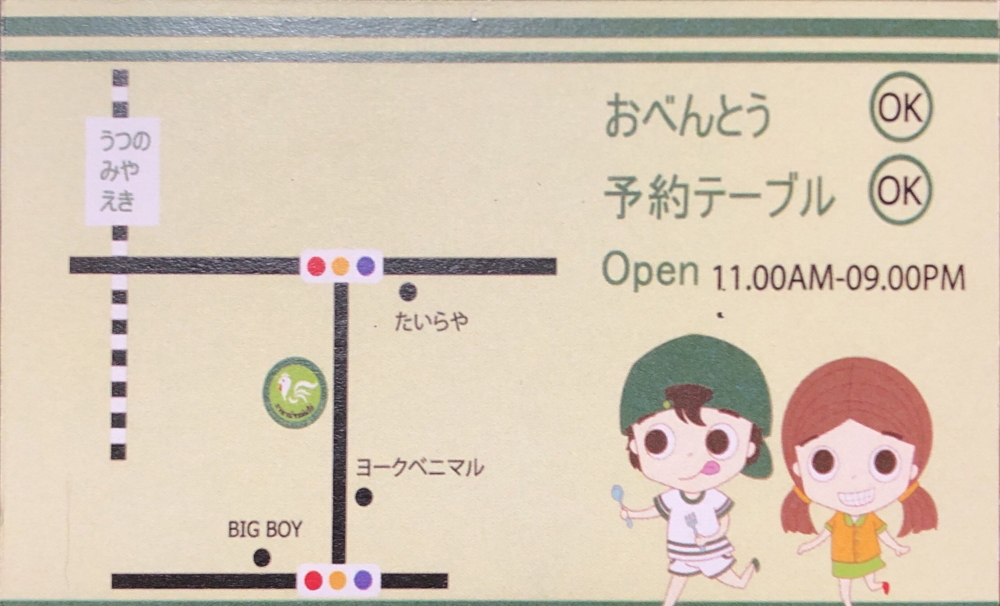 うつの
みや
えき
たいらや
ヨークベニマル
BIG BOY
おべんとう OK
予約テーブル OK
Open 11.00AM-09.00PM